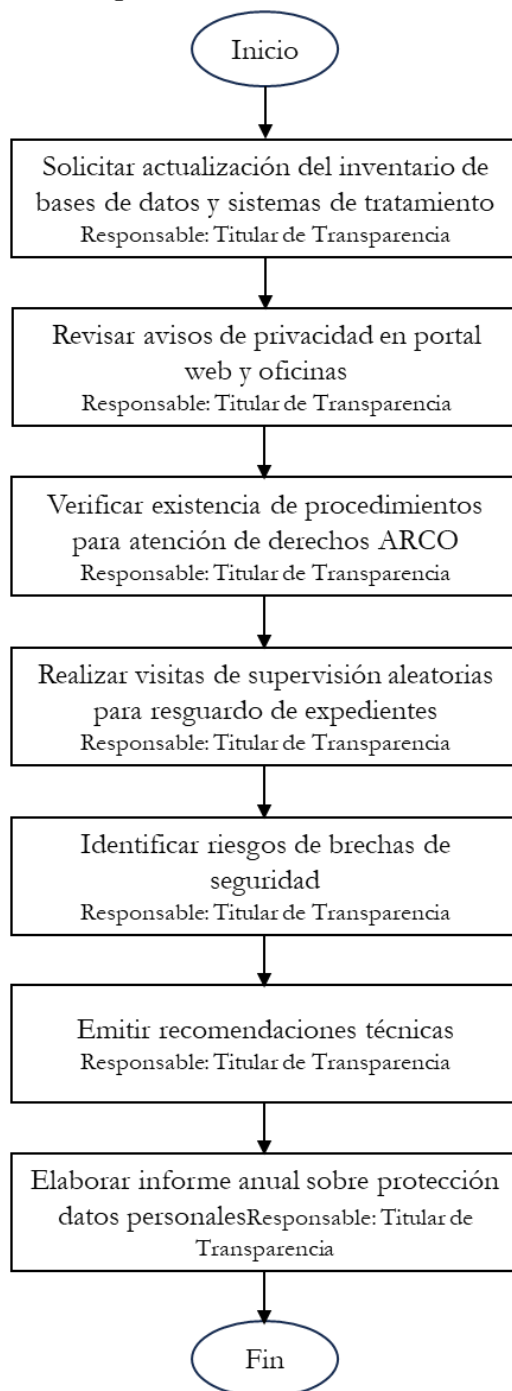 Inicio
Solicitar actualización del inventario de
bases de datos y sistemas de tratamiento
Responsable: Titular de Transparencia
Revisar avisos de privacidad en portal
web y oficinas
Responsable: Titular de Transparencia
Verificar existencia de procedimientos
para atención de derechos ARCO
Responsable: Titular de Transparencia
Realizar visitas de supervisión aleatorias
para resguardo de expedientes
Responsable: Titular de Transparencia
Identificar riesgos de brechas de
seguridad
Responsable: Titular de Transparencia
Emitir recomendaciones técnicas
Responsable: Titular de Transparencia
Elaborar informe anual sobre protección
datos personalesResponsable: Titular de
Transparencia
Fin